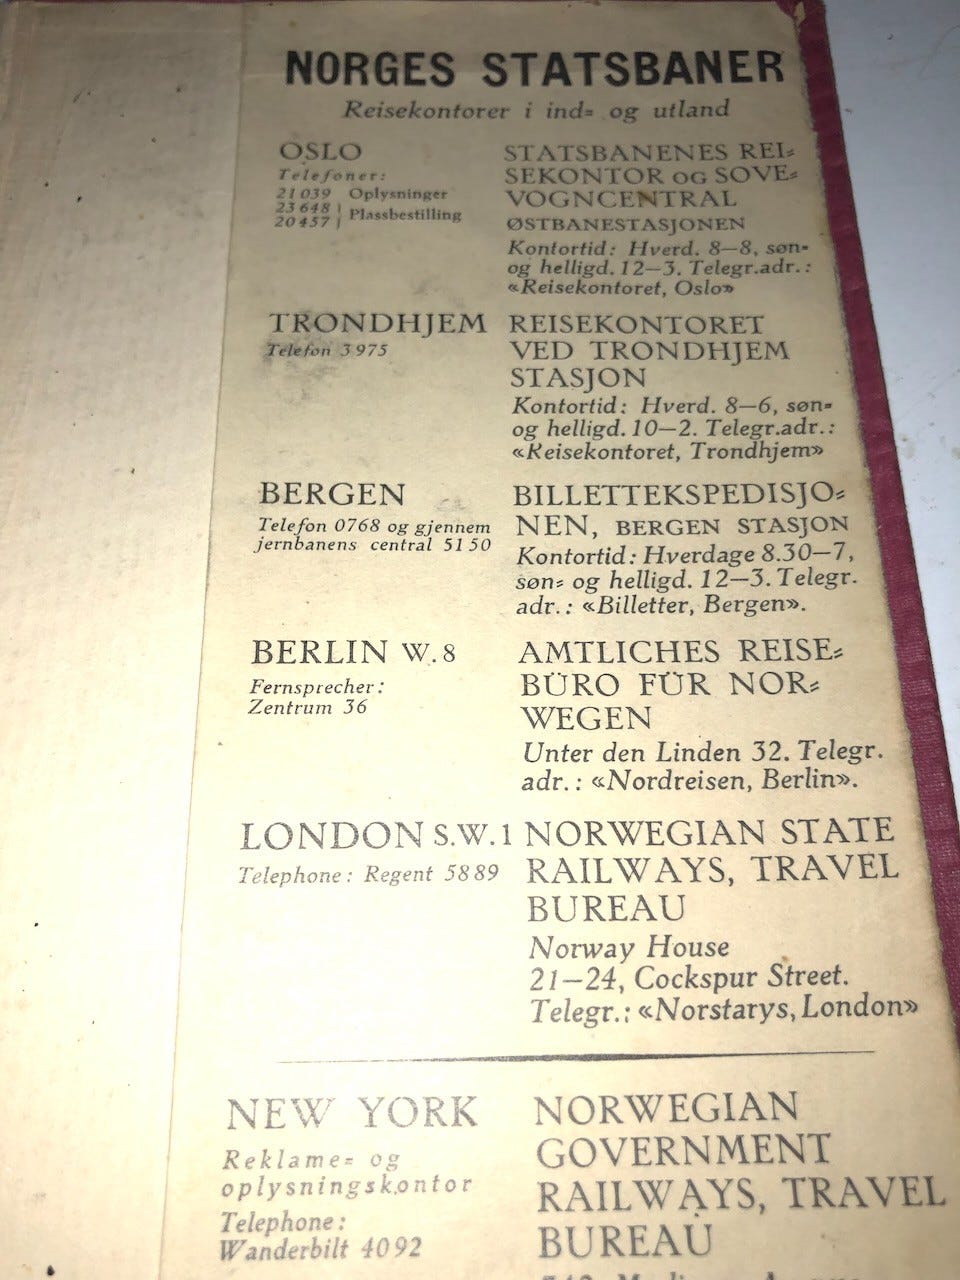 NORGES STATSBANER
Reisekontorer i ind= og utland
OSLO
Telefoner:
21039 Oplysninger
23648 | Plassbestilling
20457 |
STATSBANENES REI=
SEKONTOR OG SOVE=
VOGNCENTRAL
ØSTBANESTASJONEN
Kontortid: Hverd. 8—8, søn=
og helligd. 12—3. Telegr.adr.:
«Reisekontoret, Oslo»
TRONDHJEM
Telefon 3975
REISEKONTORET
VED TRONDHJEM
STASJON
Kontortid: Hverd. 8—6, søn=
og helligd. 10—2. Telegr.adr.:
«Reisekontoret, Trondhjem»
BERGEN
Telefon 0768 og gjennem
jernbanens central 5150
BILLETTEKSPEDISJO=
NEN, BERGEN STASJON
Kontortid: Hverdage 8.30—7,
søn= og helligd. 12—3. Telegr.
adr.: «Billetter, Bergen».
BERLIN W. 8
Fernsprecher:
Zentrum 36
AMTLICHES REISE=
BÜRO FÜR NOR=
WEGEN
Unter den Linden 32. Telegr.
adr.: «Nordreisen, Berlin».
LONDON S.W.1
Telephone: Regent 5889
NORWEGIAN STATE
RAILWAYS, TRAVEL
BUREAU
Norway House
21—24, Cockspur Street.
Telegr.: «Norstarys, London»
NEW YORK
Reklame= og
oplysningskontor
Telephone:
Wanderbilt 4092
NORWEGIAN
GOVERNMENT
RAILWAYS, TRAVEL
BUREAU